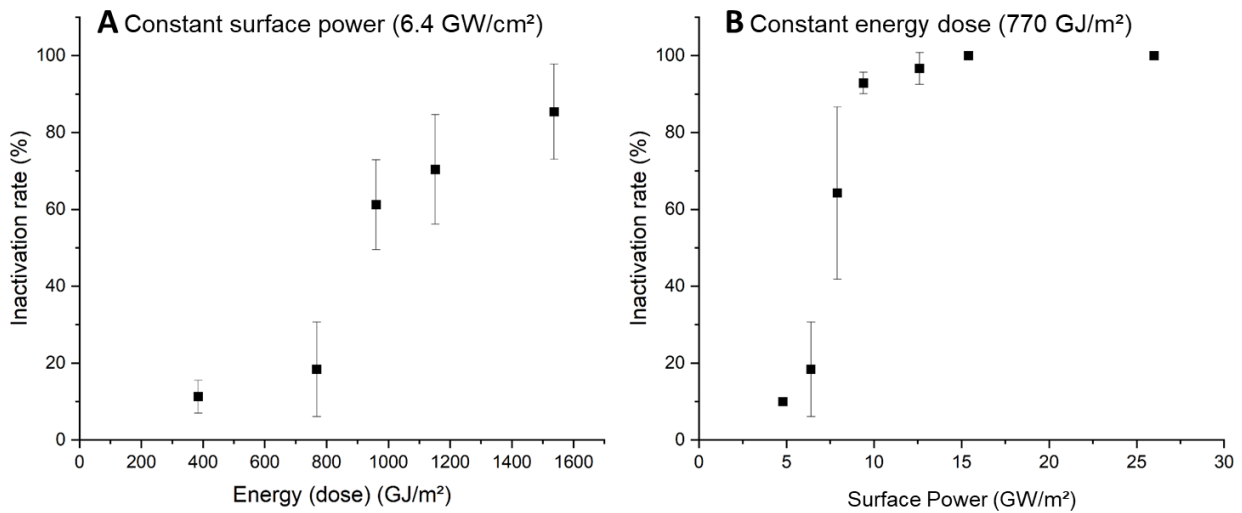 A Constant surface power (6.4 GW/cm²)
Inactivation rate (%)
100
80
60
40
20
0
0 200 400 600 800 1000 1200 1400 1600
Energy (dose) (GJ/m²)
B Constant energy dose (770 GJ/m²)
Inactivation rate (%)
100
80
60
40
20
0
0 5 10 15 20 25 30
Surface Power (GW/m²)